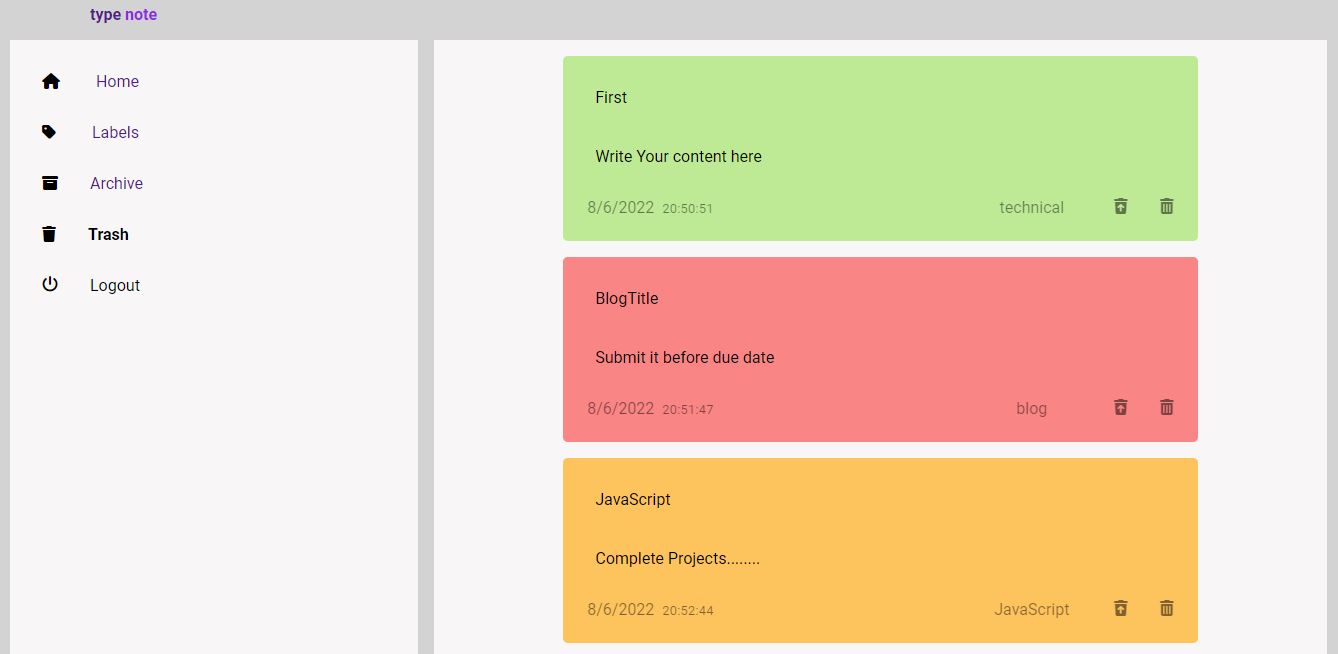 type note
Home
Labels
Archive
Trash
Logout
First
Write Your content here
8/6/2022 20:50:51 technical
BlogTitle
Submit it before due date
8/6/2022 20:51:47 blog
JavaScript
Complete Projects........
8/6/2022 20:52:44 JavaScript